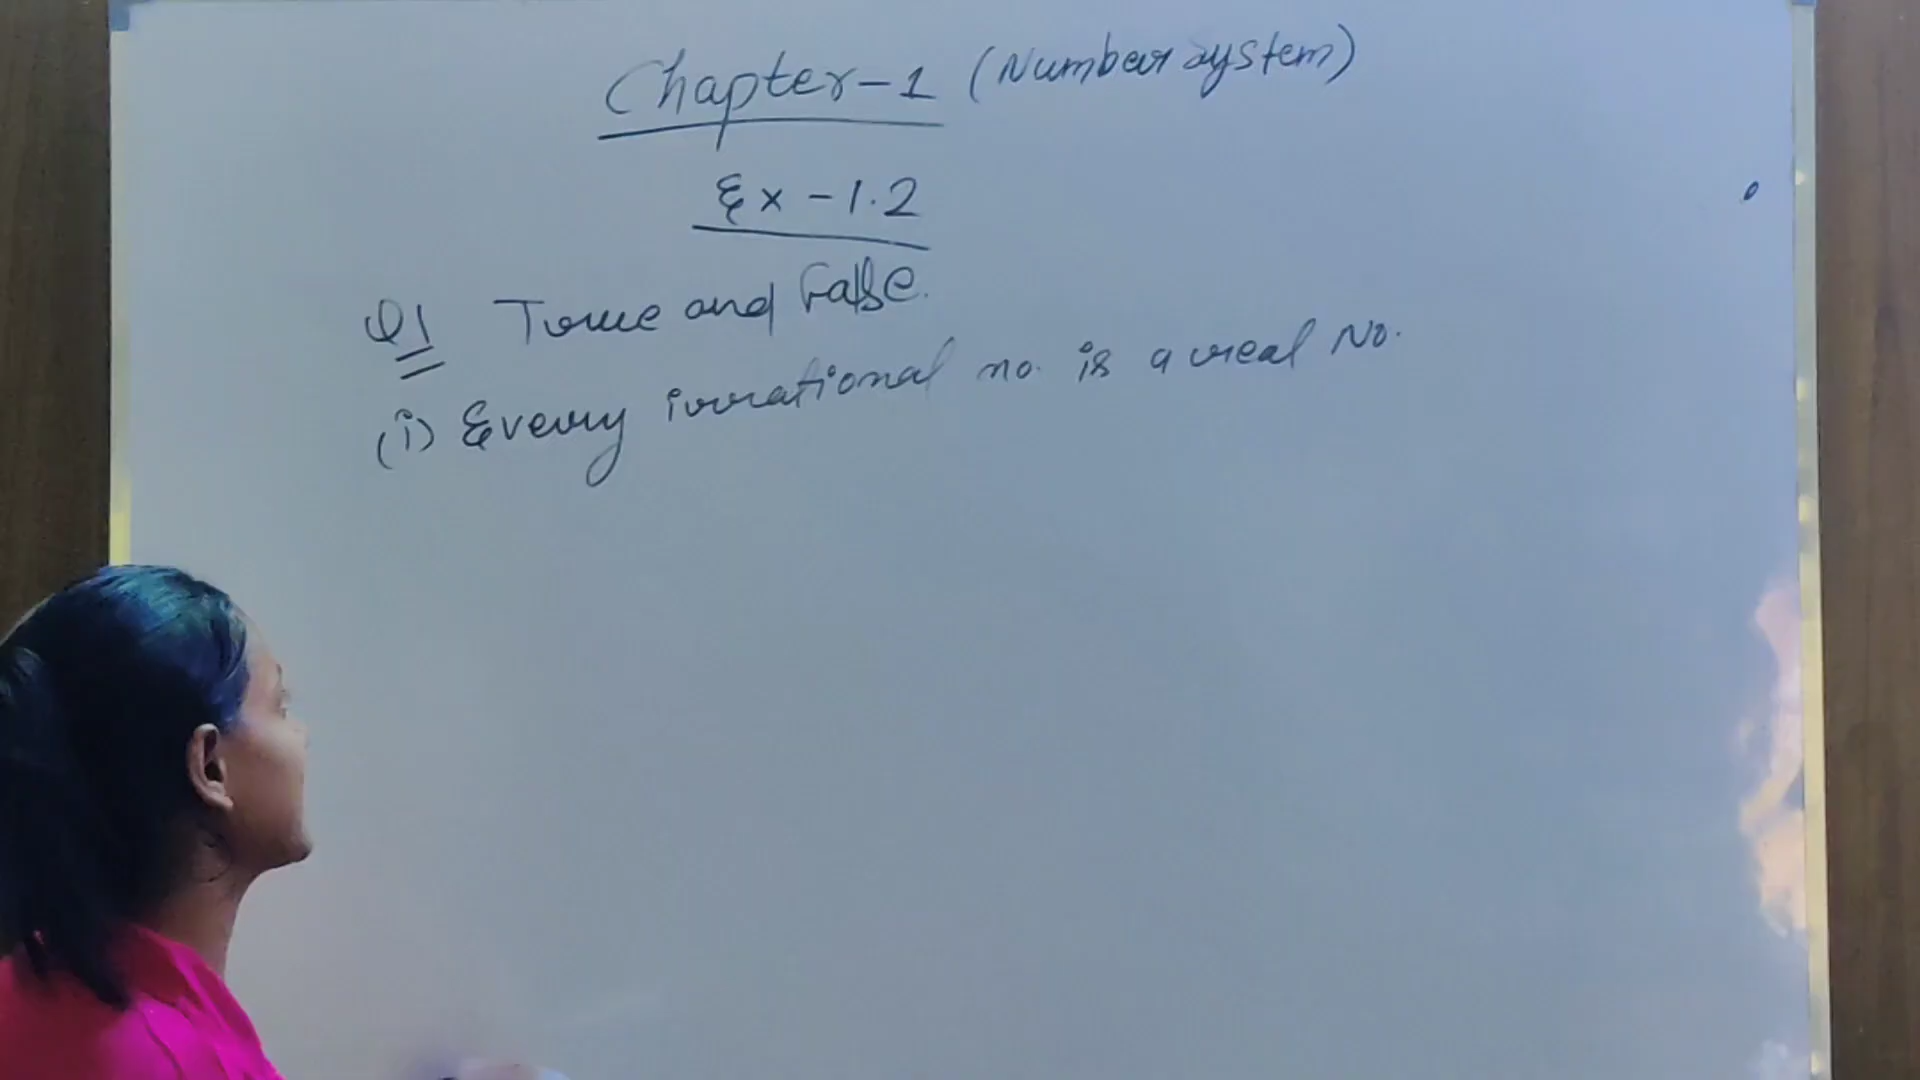 Chapter-1 (Number system)
Ex-1.2
Q1 True and False.
(i) Every irrational no. is a real No.